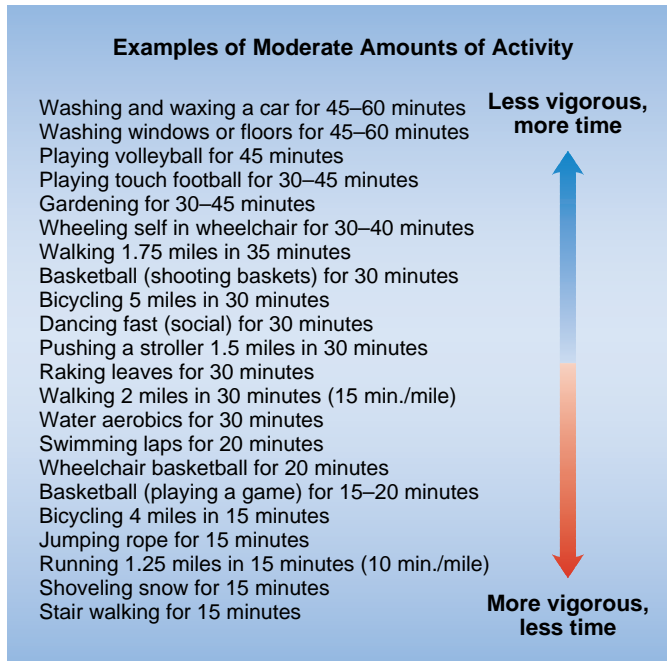 Examples of Moderate Amounts of Activity
Washing and waxing a car for 45–60 minutes
Washing windows or floors for 45–60 minutes
Playing volleyball for 45 minutes
Playing touch football for 30–45 minutes
Gardening for 30–45 minutes
Wheeling self in wheelchair for 30–40 minutes
Walking 1.75 miles in 35 minutes
Basketball (shooting baskets) for 30 minutes
Bicycling 5 miles in 30 minutes
Dancing fast (social) for 30 minutes
Pushing a stroller 1.5 miles in 30 minutes
Raking leaves for 30 minutes
Walking 2 miles in 30 minutes (15 min./mile)
Water aerobics for 30 minutes
Swimming laps for 20 minutes
Wheelchair basketball for 20 minutes
Basketball (playing a game) for 15–20 minutes
Bicycling 4 miles in 15 minutes
Jumping rope for 15 minutes
Running 1.25 miles in 15 minutes (10 min./mile)
Shoveling snow for 15 minutes
Stair walking for 15 minutes
Less vigorous,
more time
More vigorous,
less time